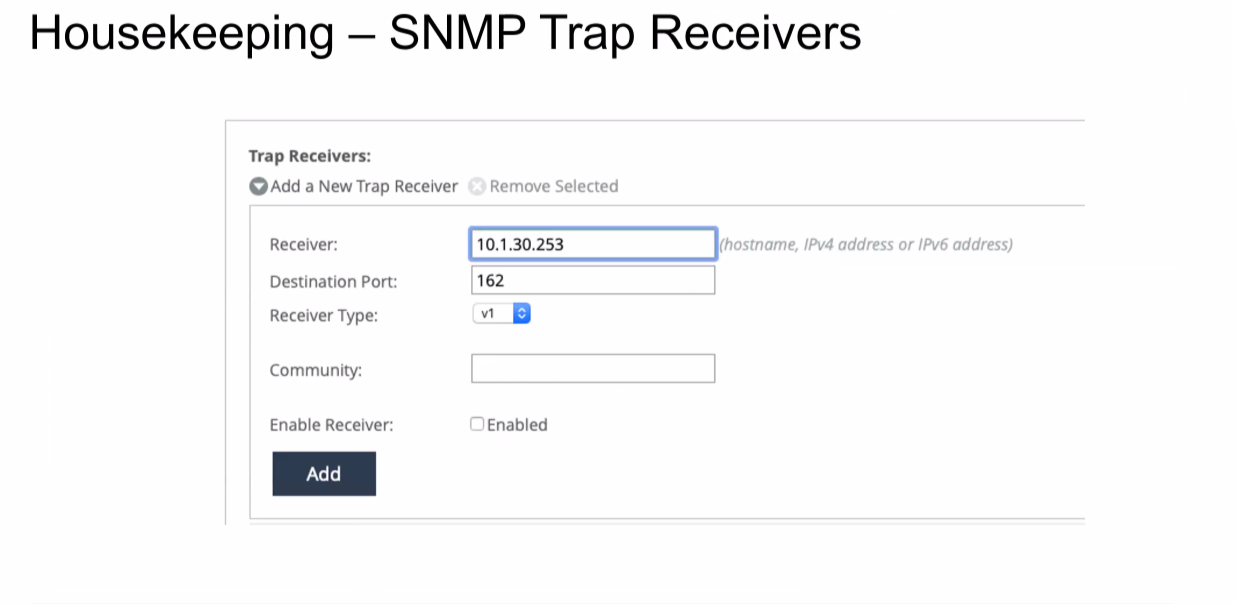 Housekeeping – SNMP Trap Receivers
Trap Receivers:
Add a New Trap Receiver Remove Selected
Receiver: 10.1.30.253 (hostname, IPv4 address or IPv6 address)
Destination Port: 162
Receiver Type: v1
Community:
Enable Receiver: Enabled
Add